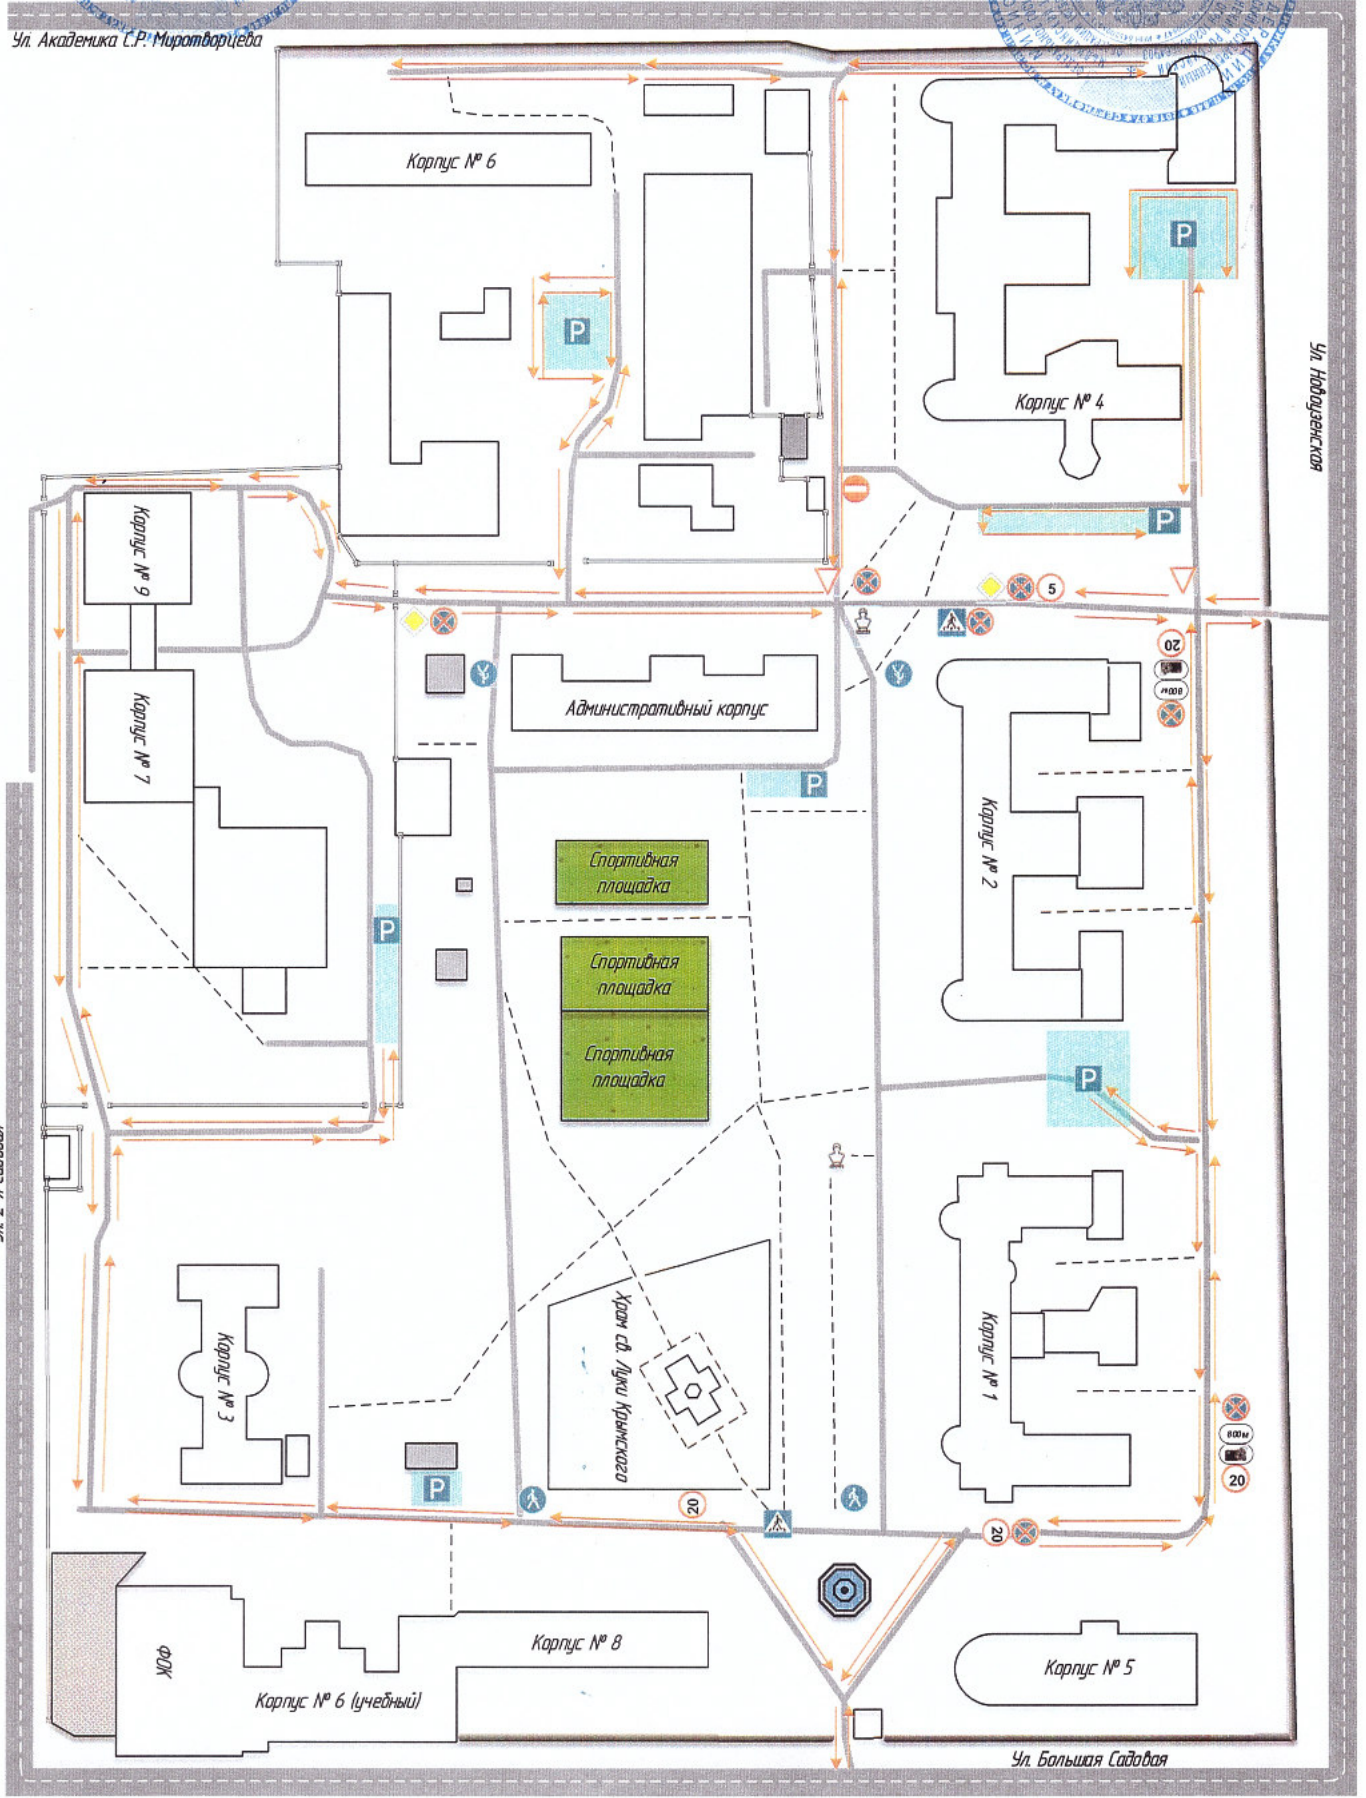 Ул. Академика С.Р. Миротворцева
Корпус № 6
P
P
Корпус № 4
Ул. Новоузенская
P
Корпус № 9
5
20
800м
Корпус № 7
Административный корпус
P
Корпус № 2
Спортивная
площадка
P
Спортивная
площадка
Спортивная
площадка
P
Корпус № 3
Храм св. Луки Крымского
Корпус № 1
P
20
20
600м
20
ФОК
Корпус № 8
Корпус № 6 (учебный)
Корпус № 5
Ул. Большая Садовая